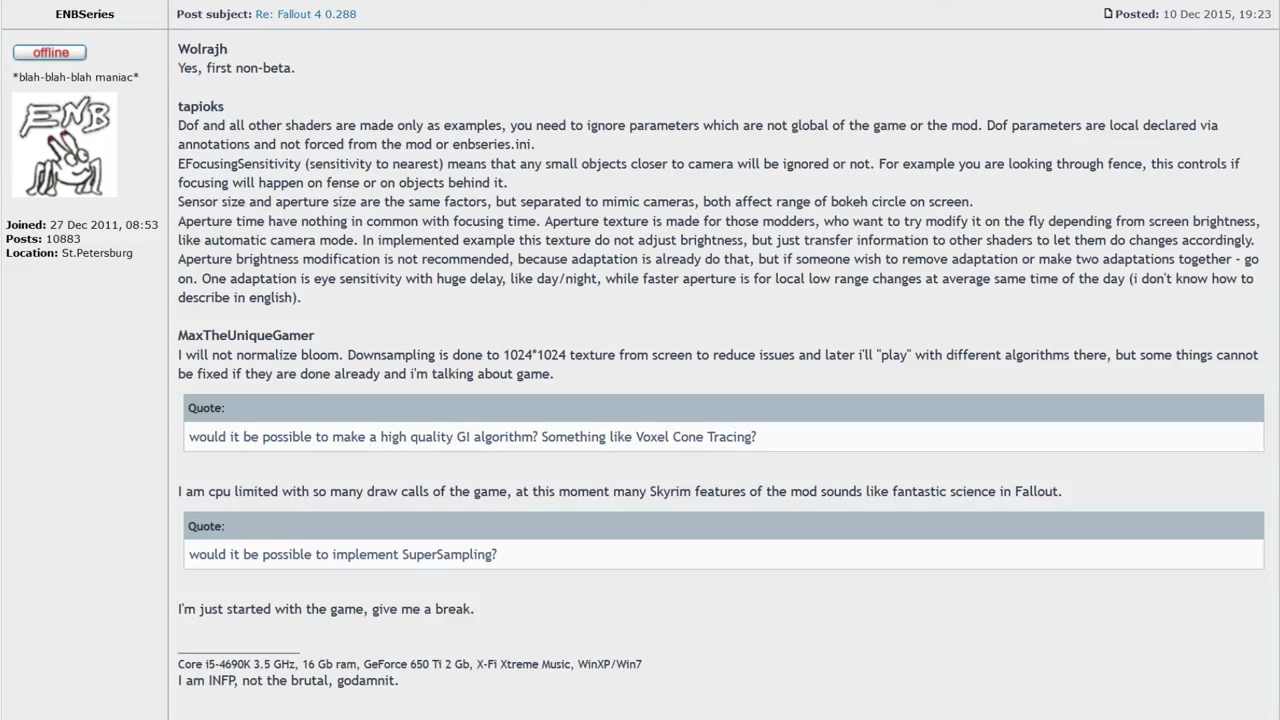 ENBSeries
Post subject: Re: Fallout 4 0.288
Posted: 10 Dec 2015, 19:23
offline
*blah-blah-blah maniac*
ENB
Joined: 27 Dec 2011, 08:53
Posts: 10883
Location: St.Petersburg
Wolrajh
Yes, first non-beta.
tapioks
Dof and all other shaders are made only as examples, you need to ignore parameters which are not global of the game or the mod. Dof parameters are local declared via
annotations and not forced from the mod or enbseries.ini.
EFocusingSensitivity (sensitivity to nearest) means that any small objects closer to camera will be ignored or not. For example you are looking through fence, this controls if
focusing will happen on fense or on objects behind it.
Sensor size and aperture size are the same factors, but separated to mimic cameras, both affect range of bokeh circle on screen.
Aperture time have nothing in common with focusing time. Aperture texture is made for those modders, who want to try modify it on the fly depending from screen brightness,
like automatic camera mode. In implemented example this texture do not adjust brightness, but just transfer information to other shaders to let them do changes accordingly.
Aperture brightness modification is not recommended, because adaptation is already do that, but if someone wish to remove adaptation or make two adaptations together - go
on. One adaptation is eye sensitivity with huge delay, like day/night, while faster aperture is for local low range changes at average same time of the day (i don't know how to
describe in english).
MaxTheUniqueGamer
I will not normalize bloom. Downsampling is done to 1024*1024 texture from screen to reduce issues and later i'll "play" with different algorithms there, but some things cannot
be fixed if they are done already and i'm talking about game.
Quote:
would it be possible to make a high quality GI algorithm? Something like Voxel Cone Tracing?
I am cpu limited with so many draw calls of the game, at this moment many Skyrim features of the mod sounds like fantastic science in Fallout.
Quote:
would it be possible to implement SuperSampling?
I'm just started with the game, give me a break.
Core i5-4690K 3.5 GHz, 16 Gb ram, GeForce 650 Ti 2 Gb, X-Fi Xtreme Music, WinXP/Win7
I am INFP, not the brutal, godamnit.